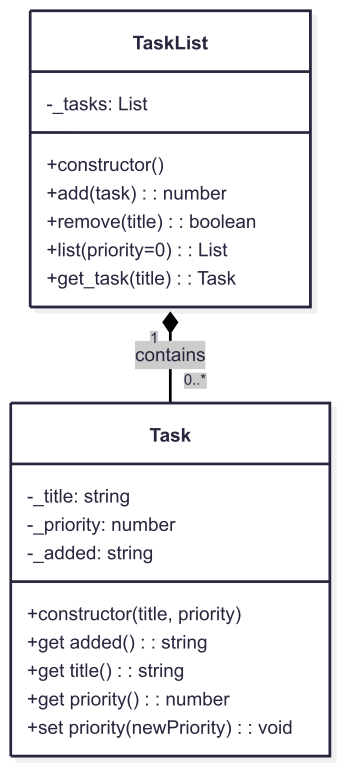 TaskList
-_tasks: List
+constructor()
+add(task) : : number
+remove(title) : : boolean
+list(priority=0) : : List
+get_task(title) : : Task
1
contains
0..*
Task
-_title: string
-_priority: number
-_added: string
+constructor(title, priority)
+get added() : : string
+get title() : : string
+get priority() : : number
+set priority(newPriority) : : void